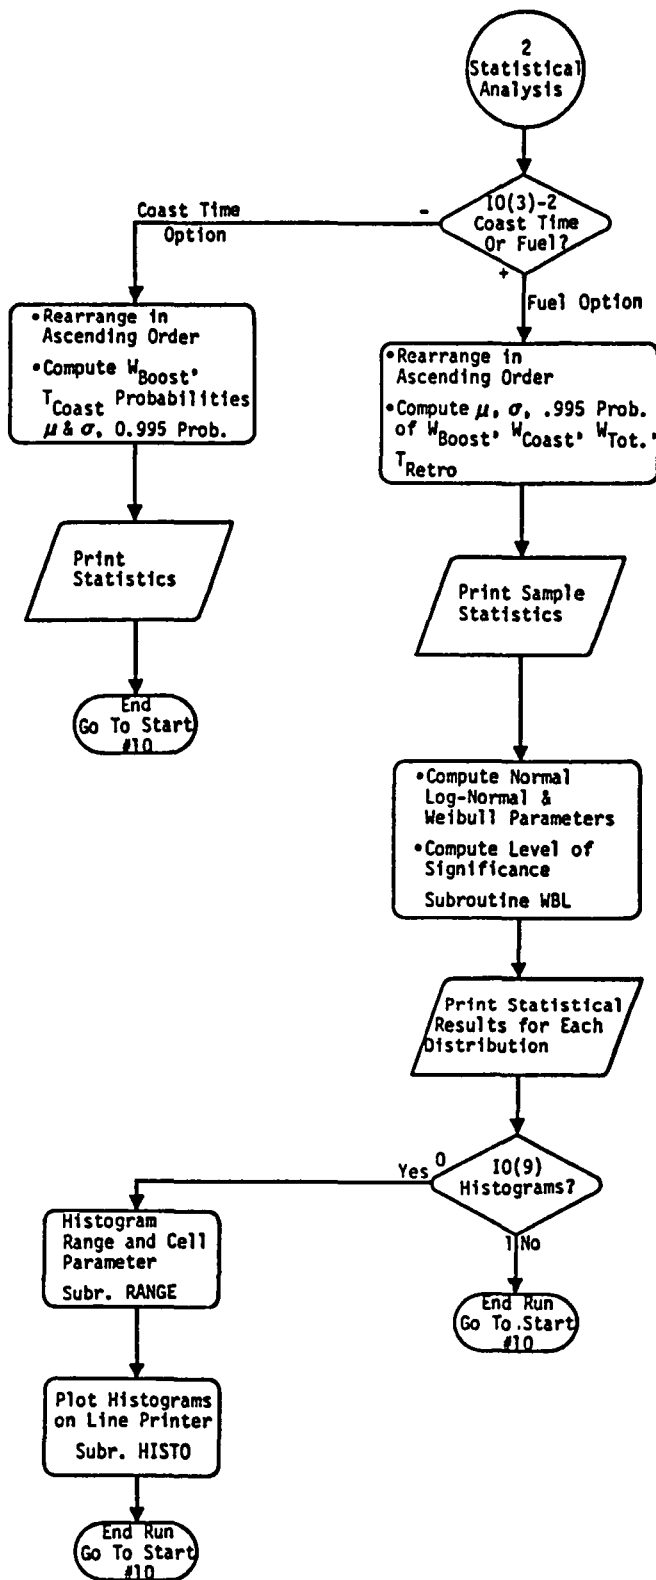 2
Statistical
Analysis
IO(3)-2
Coast Time
Or Fuel?
-
Coast Time
Option
+
Fuel Option
•Rearrange in
Ascending Order
•Compute W_Boost,
T_Coast Probabilities
μ & σ, 0.995 Prob.
•Rearrange in
Ascending Order
•Compute μ, σ, .995 Prob.
of W_Boost, W_Coast, W_Tot.,
T_Retro
Print
Statistics
Print Sample
Statistics
End
Go To Start
#10
•Compute Normal
Log-Normal &
Weibull Parameters
•Compute Level of
Significance
Subroutine WBL
Print Statistical
Results for Each
Distribution
IO(9)
Histograms?
Yes 0
1 No
Histogram
Range and Cell
Parameter
Subr. RANGE
End Run
Go To.Start
#10
Plot Histograms
on Line Printer
Subr. HISTO
End Run
Go To Start
#10